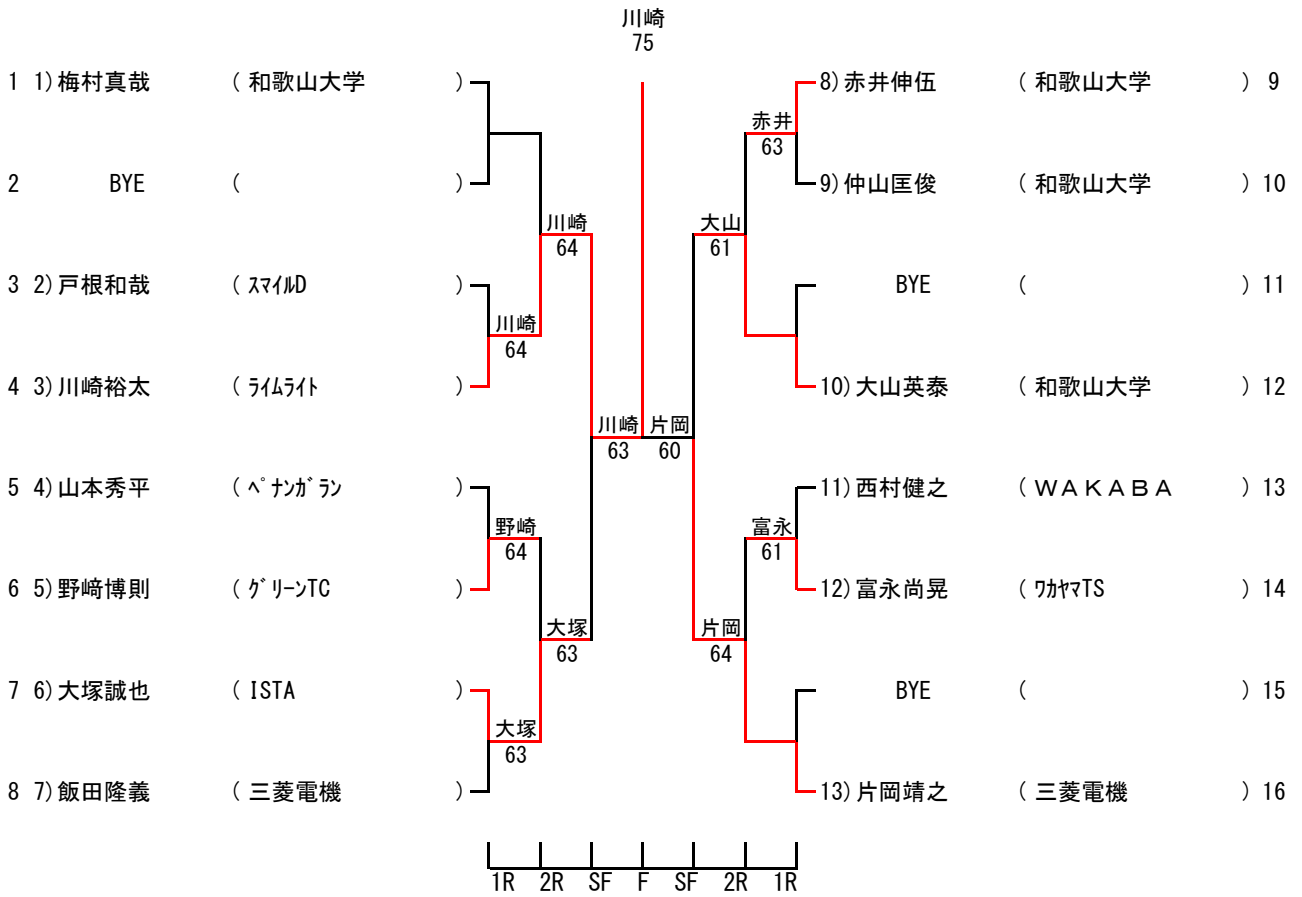 川崎
75
1 1)梅村真哉 ( 和歌山大学 )
8)赤井伸伍 ( 和歌山大学 ) 9
赤井
63
2 BYE ( )
9)仲山匡俊 ( 和歌山大学 ) 10
川崎
64
大山
61
3 2)戸根和哉 ( ｽﾏｲﾙD )
BYE ( ) 11
川崎
64
4 3)川崎裕太 ( ﾗｲﾑﾗｲﾄ )
10)大山英泰 ( 和歌山大学 ) 12
川崎 片岡
63 60
5 4)山本秀平 ( ﾍﾟﾅﾝｶﾞﾗﾝ )
11)西村健之 ( ＷＡＫＡＢＡ ) 13
野崎
64
富永
61
6 5)野﨑博則 ( ｸﾞﾘｰﾝTC )
12)富永尚晃 ( ﾜｶﾔﾏTS ) 14
大塚
63
片岡
64
7 6)大塚誠也 ( ISTA )
BYE ( ) 15
大塚
63
8 7)飯田隆義 ( 三菱電機 )
13)片岡靖之 ( 三菱電機 ) 16
1R 2R SF F SF 2R 1R